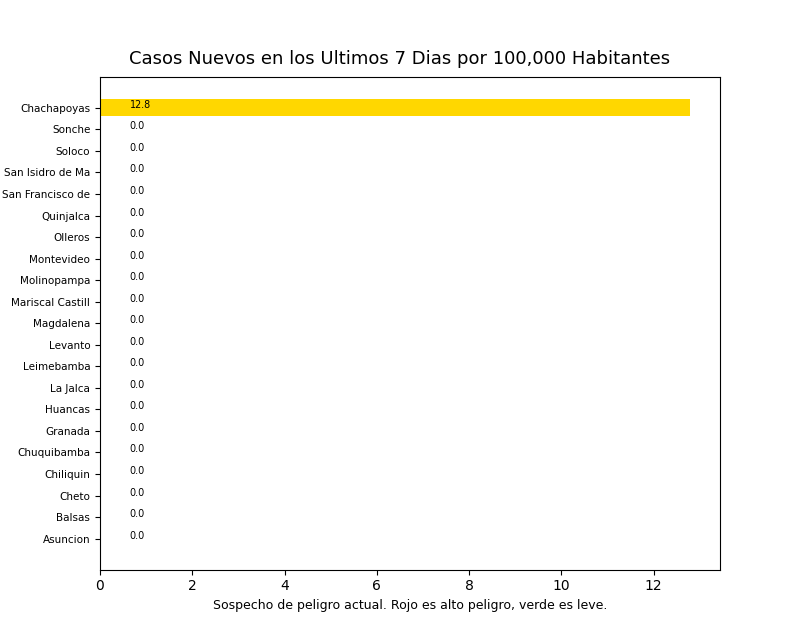 Casos Nuevos en los Ultimos 7 Dias por 100,000 Habitantes
Chachapoyas 12.8
Sonche 0.0
Soloco 0.0
San Isidro de Ma 0.0
San Francisco de 0.0
Quinjalca 0.0
Olleros 0.0
Montevideo 0.0
Molinopampa 0.0
Mariscal Castill 0.0
Magdalena 0.0
Levanto 0.0
Leimebamba 0.0
La Jalca 0.0
Huancas 0.0
Granada 0.0
Chuquibamba 0.0
Chiliquin 0.0
Cheto 0.0
Balsas 0.0
Asuncion 0.0
0 2 4 6 8 10 12
Sospecho de peligro actual. Rojo es alto peligro, verde es leve.